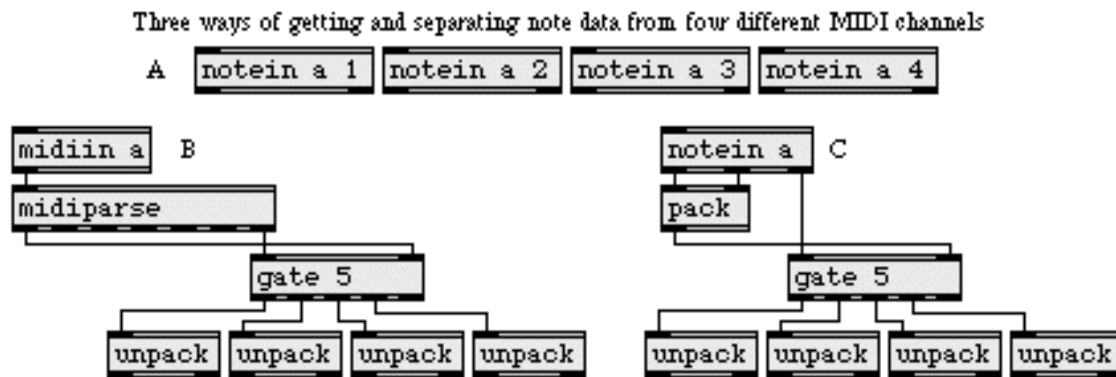 Three ways of getting and separating note data from four different MIDI channels
A notein a 1 notein a 2 notein a 3 notein a 4
midiin a B notein a C
midiparse pack
gate 5 gate 5
unpack unpack unpack unpack unpack unpack unpack unpack